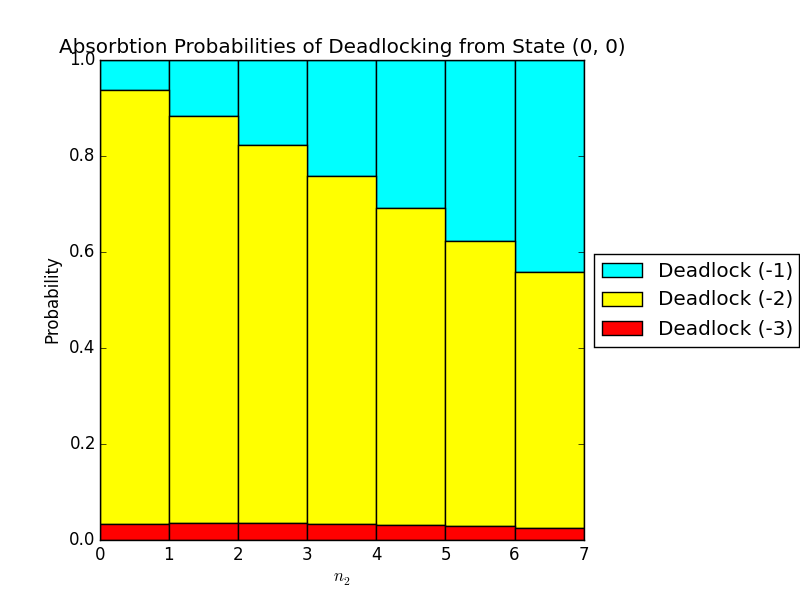 Absorbtion Probabilities of Deadlocking from State (0, 0)
1.0
0.8
0.6
0.4
0.2
0.0
Probability
0 1 2 3 4 5 6 7
n₂
Deadlock (-1)
Deadlock (-2)
Deadlock (-3)